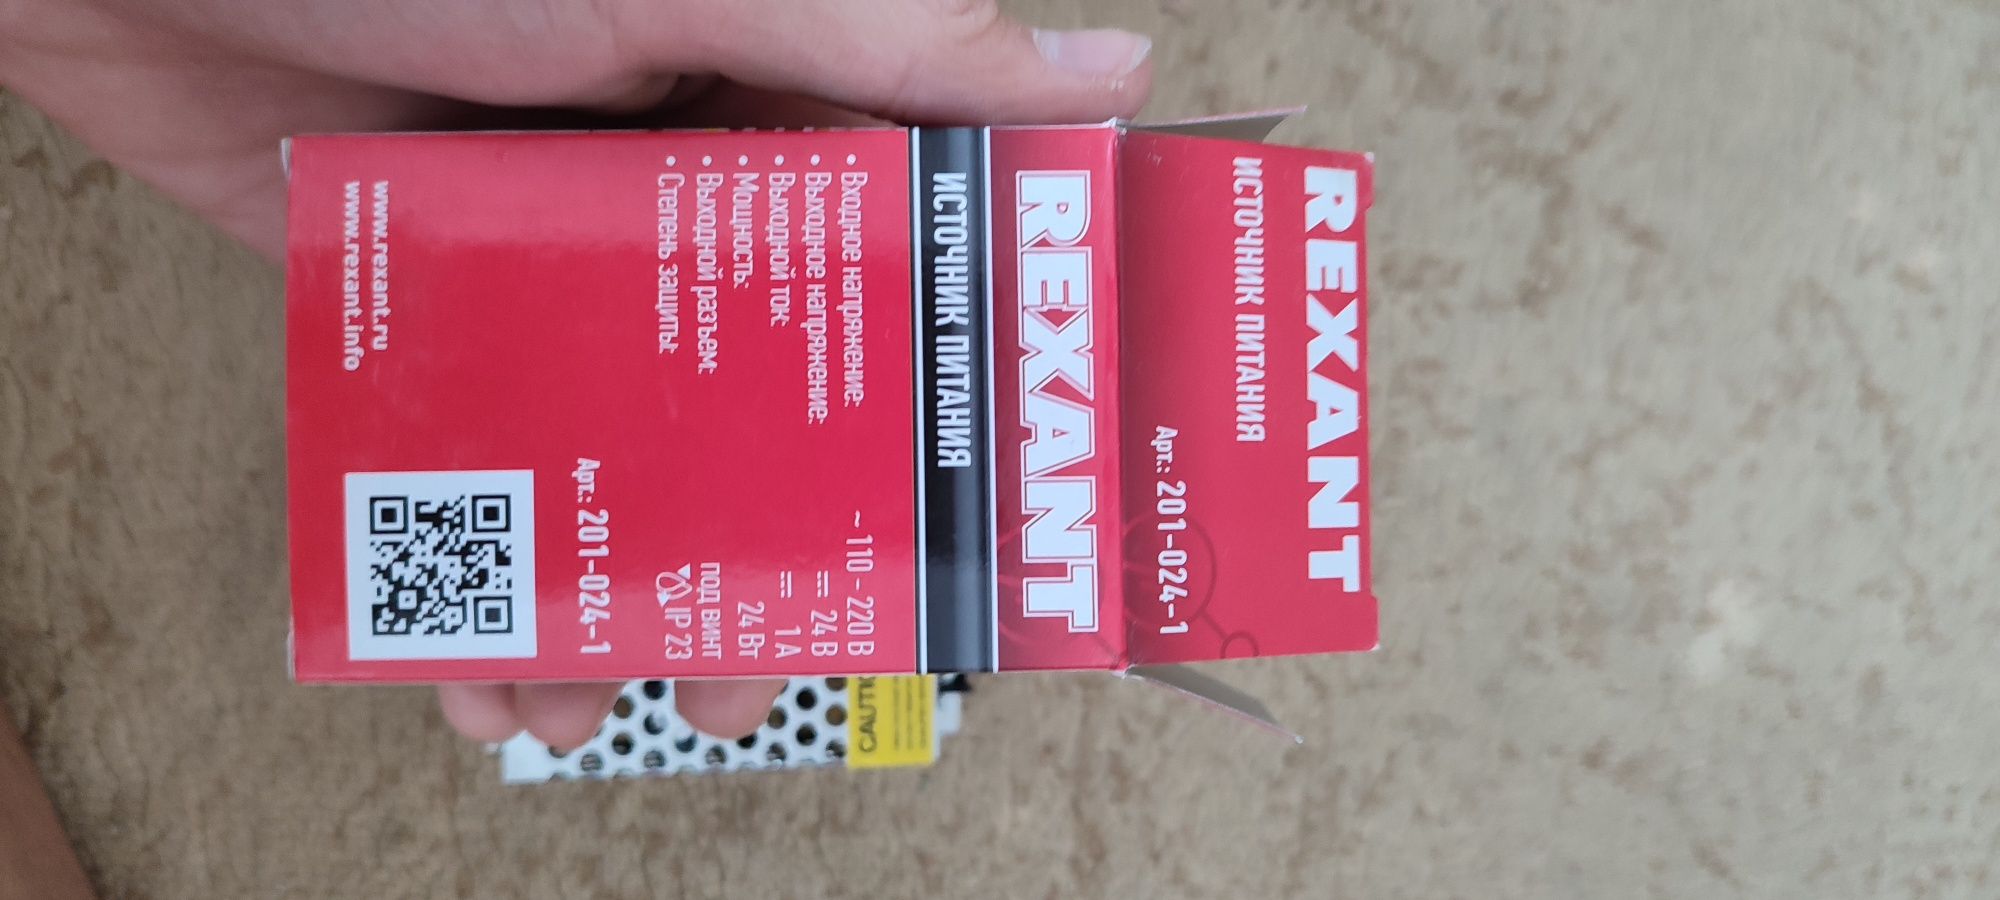 REXANT
ИСТОЧНИК ПИТАНИЯ
Арт.: 201-024-1
REXANT
ИСТОЧНИК ПИТАНИЯ
• Входное напряжение: ~ 110 - 220 В
• Выходное напряжение: ⎓ 24 В
• Выходной ток: ⎓ 1 А
• Мощность: 24 Вт
• Выходной разъем: под винт
• Степень защиты: IP 23
Арт.: 201-024-1
www.rexant.ru
www.rexant.info
CAUTIO